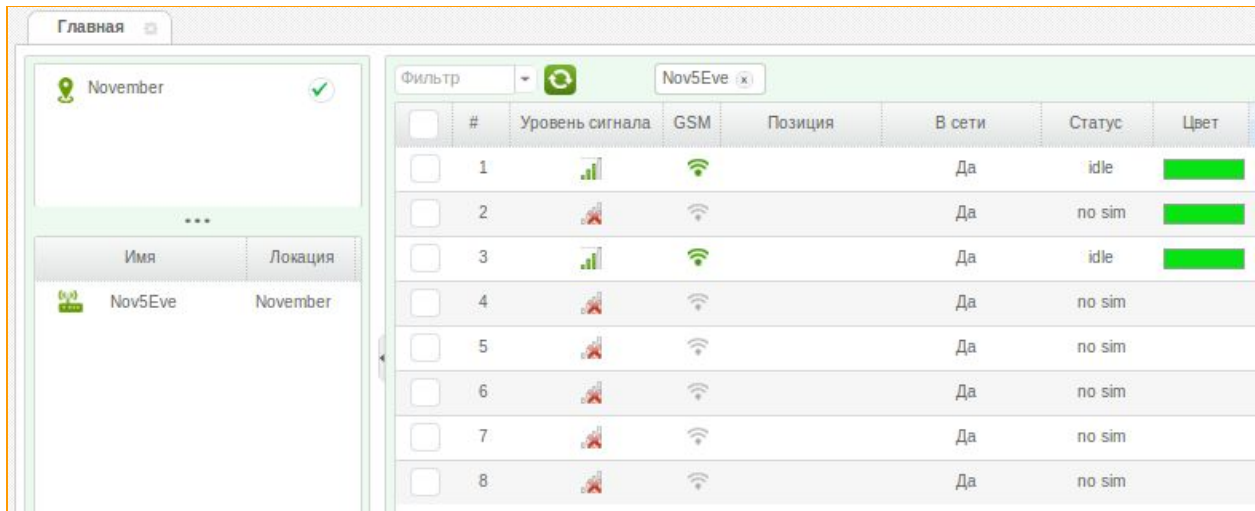 Главная
November
Имя Локация
Nov5Eve November
Фильтр Nov5Eve x
# Уровень сигнала GSM Позиция В сети Статус Цвет
1 Да idle
2 Да no sim
3 Да idle
4 Да no sim
5 Да no sim
6 Да no sim
7 Да no sim
8 Да no sim